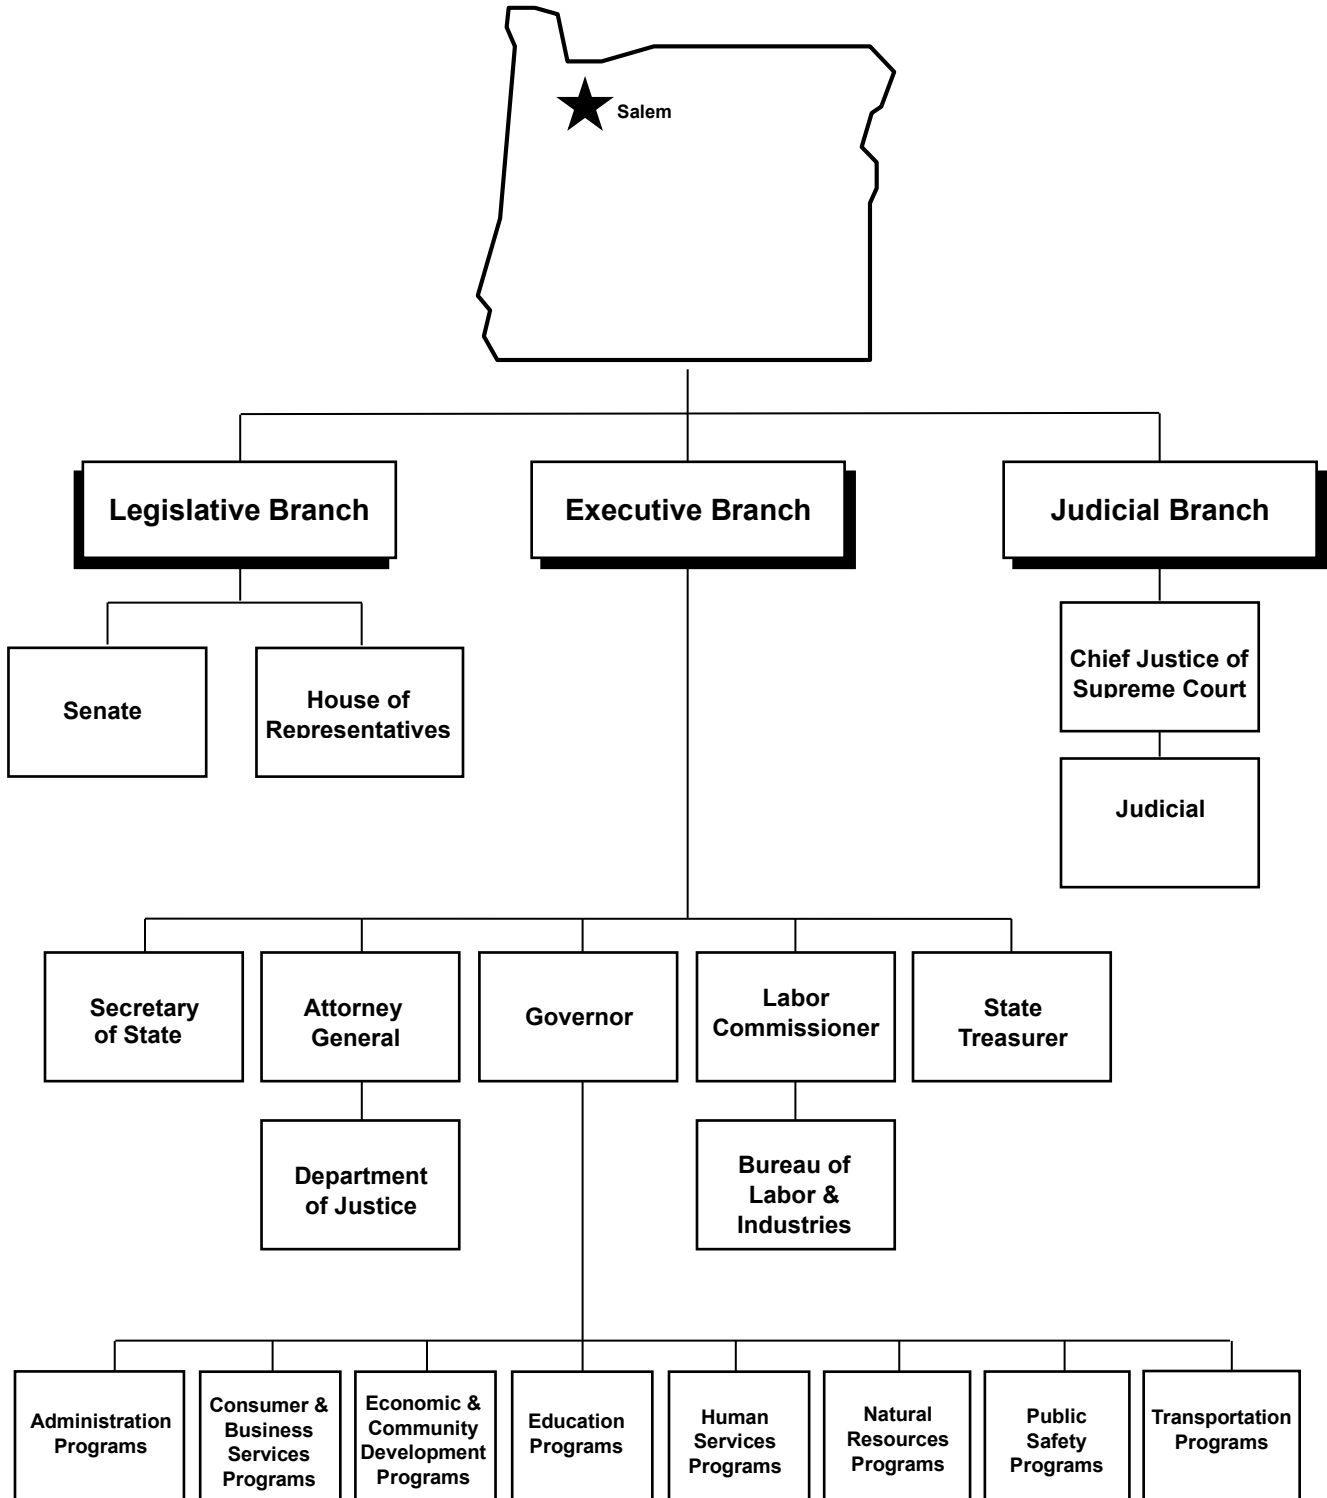 Salem
Legislative Branch
Executive Branch
Judicial Branch
Senate
House of
Representatives
Chief Justice of
Supreme Court
Judicial
Secretary
of State
Attorney
General
Governor
Labor
Commissioner
State
Treasurer
Department
of Justice
Bureau of
Labor &
Industries
Administration
Programs
Consumer &
Business
Services
Programs
Economic &
Community
Development
Programs
Education
Programs
Human
Services
Programs
Natural
Resources
Programs
Public
Safety
Programs
Transportation
Programs